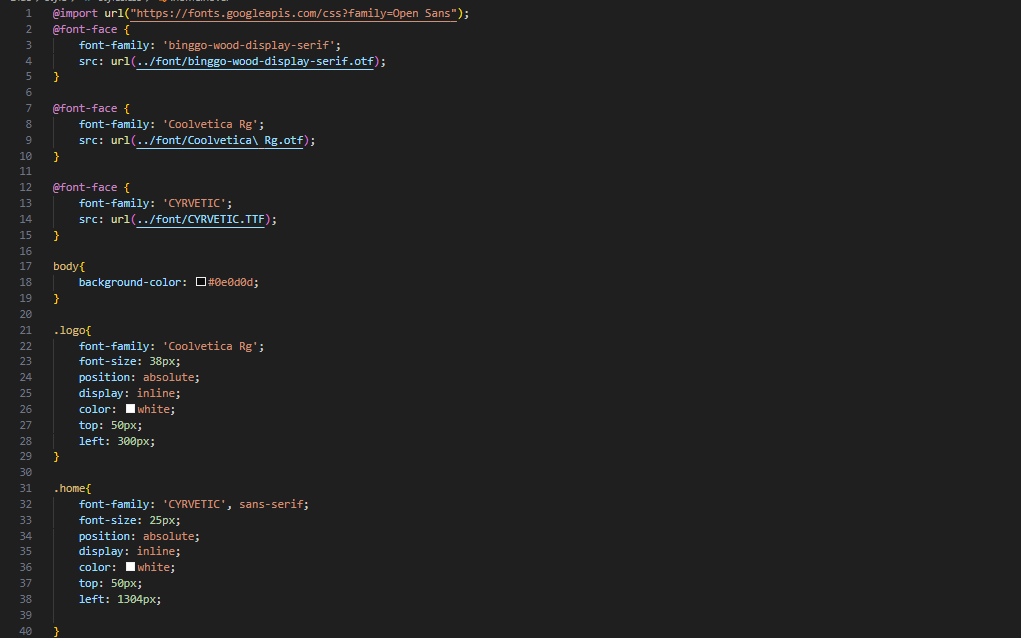 1 @import url("https://fonts.googleapis.com/css?family=Open Sans");
2 @font-face {
3 font-family: 'binggo-wood-display-serif';
4 src: url(../font/binggo-wood-display-serif.otf);
5 }
6
7 @font-face {
8 font-family: 'Coolvetica Rg';
9 src: url(../font/Coolvetica\ Rg.otf);
10 }
11
12 @font-face {
13 font-family: 'CYRVETIC';
14 src: url(../font/CYRVETIC.TTF);
15 }
16
17 body{
18 background-color: #0e0d0d;
19 }
20
21 .logo{
22 font-family: 'Coolvetica Rg';
23 font-size: 38px;
24 position: absolute;
25 display: inline;
26 color: white;
27 top: 50px;
28 left: 300px;
29 }
30
31 .home{
32 font-family: 'CYRVETIC', sans-serif;
33 font-size: 25px;
34 position: absolute;
35 display: inline;
36 color: white;
37 top: 50px;
38 left: 1304px;
39
40 }